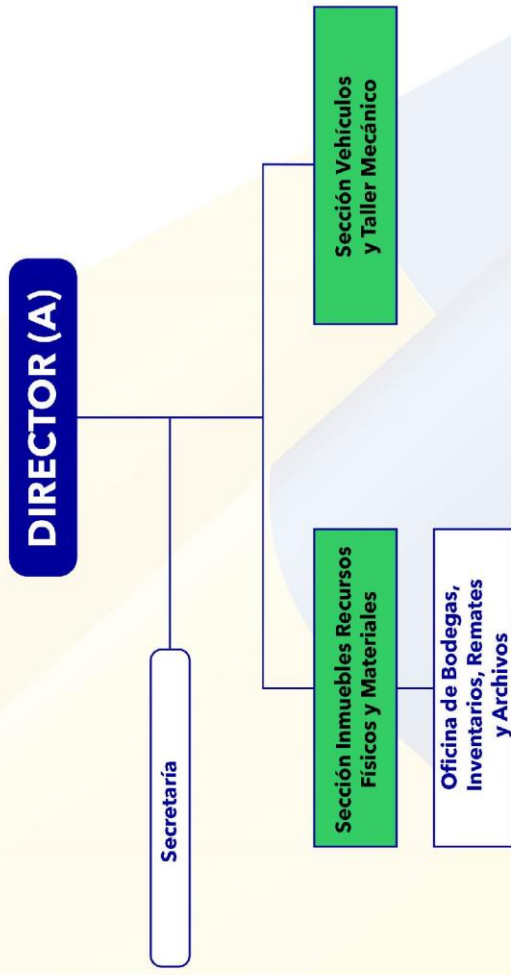 DIRECTOR (A)
Secretaría
Sección Inmuebles Recursos
Físicos y Materiales
Sección Vehículos
y Taller Mecánico
Oficina de Bodegas,
Inventarios, Remates
y Archivos